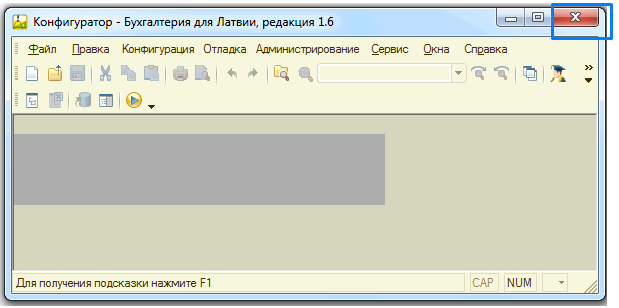 Конфигуратор - Бухгалтерия для Латвии, редакция 1.6
Файл Правка Конфигурация Отладка Администрирование Сервис Окна Справка
Для получения подсказки нажмите F1 CAP NUM